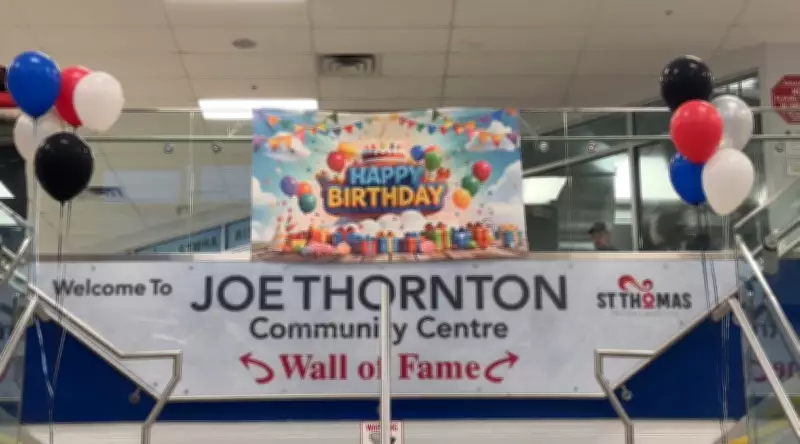 HAPPY
BIRTHDAY
Welcome To
JOE THORNTON
Community Centre
Wall of Fame
ST THOMAS